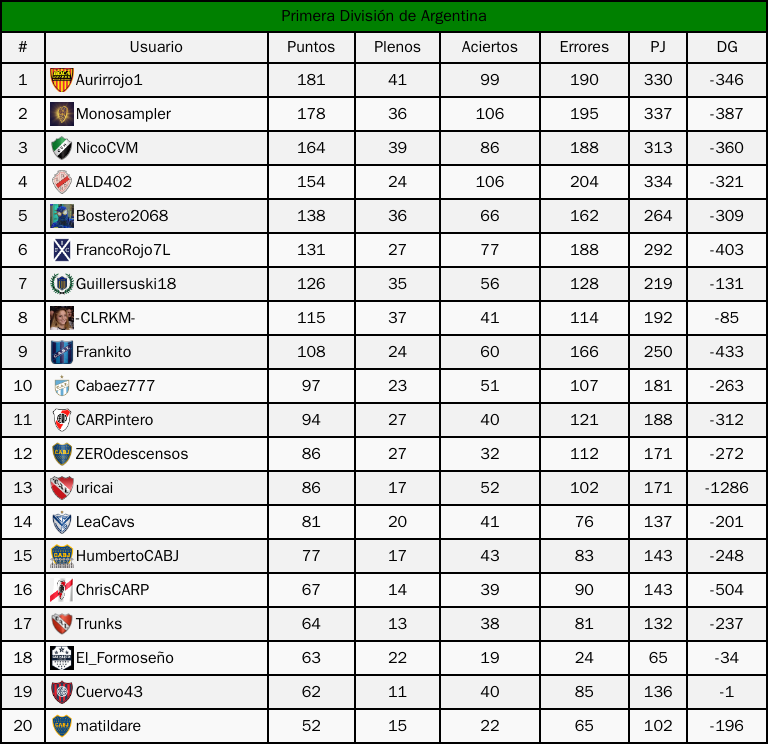 Primera División de Argentina
# Usuario Puntos Plenos Aciertos Errores PJ DG
1 Aurirrojo1 181 41 99 190 330 -346
2 Monosampler 178 36 106 195 337 -387
3 NicoCVM 164 39 86 188 313 -360
4 ALD402 154 24 106 204 334 -321
5 Bostero2068 138 36 66 162 264 -309
6 FrancoRojo7L 131 27 77 188 292 -403
7 Guillersuski18 126 35 56 128 219 -131
8 -CLRKM- 115 37 41 114 192 -85
9 Frankito 108 24 60 166 250 -433
10 Cabaez777 97 23 51 107 181 -263
11 CARPintero 94 27 40 121 188 -312
12 ZER0descensos 86 27 32 112 171 -272
13 uricai 86 17 52 102 171 -1286
14 LeaCavs 81 20 41 76 137 -201
15 HumbertoCABJ 77 17 43 83 143 -248
16 ChrisCARP 67 14 39 90 143 -504
17 Trunks 64 13 38 81 132 -237
18 El_Formoseño 63 22 19 24 65 -34
19 Cuervo43 62 11 40 85 136 -1
20 matildare 52 15 22 65 102 -196